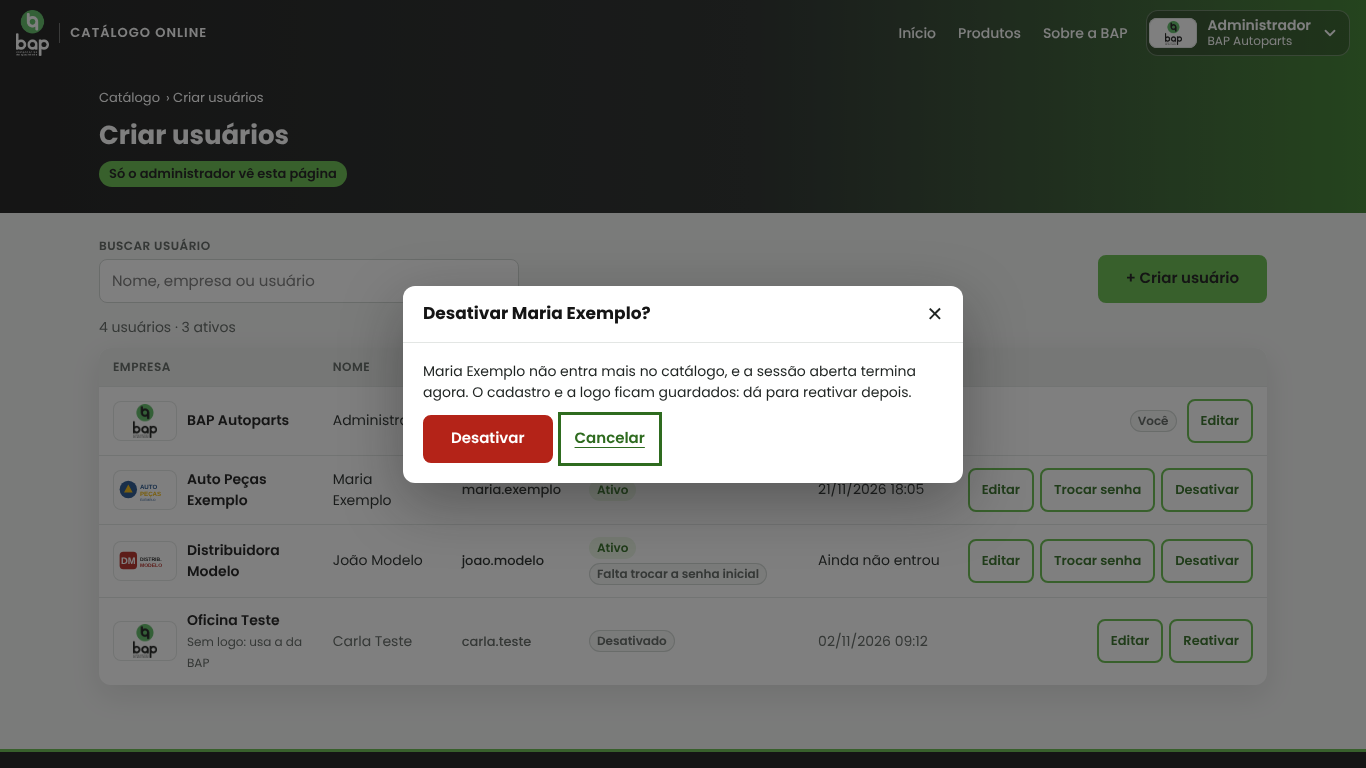 bap
CATÁLOGO ONLINE
Início
Produtos
Sobre a BAP
bap
Administrador
BAP Autoparts
Catálogo › Criar usuários
Criar usuários
Só o administrador vê esta página
BUSCAR USUÁRIO
Nome, empresa ou usuário
+ Criar usuário
4 usuários · 3 ativos
Desativar Maria Exemplo?
Maria Exemplo não entra mais no catálogo, e a sessão aberta termina
agora. O cadastro e a logo ficam guardados: dá para reativar depois.
Desativar
Cancelar
EMPRESA
NOME
bap
BAP Autoparts
Você
Editar
AUTO
PEÇAS
Auto Peças
Exemplo
Maria
Exemplo
maria.exemplo
Ativo
21/11/2026 18:05
Editar
Trocar senha
Desativar
DM
DISTRIB.
MODELO
Distribuidora
Modelo
João Modelo
joao.modelo
Ativo
Falta trocar a senha inicial
Ainda não entrou
Editar
Trocar senha
Desativar
bap
Oficina Teste
Sem logo: usa a da
BAP
Carla Teste
carla.teste
Desativado
02/11/2026 09:12
Editar
Reativar